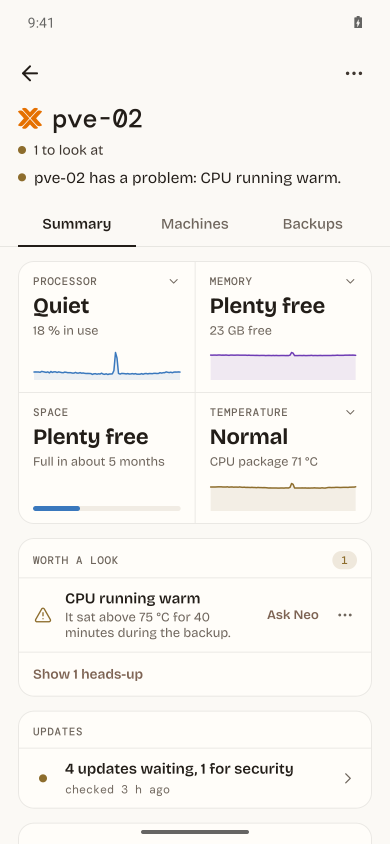 9:41
pve-02
1 to look at
pve-02 has a problem: CPU running warm.
Summary
Machines
Backups
PROCESSOR
Quiet
18 % in use
MEMORY
Plenty free
23 GB free
SPACE
Plenty free
Full in about 5 months
TEMPERATURE
Normal
CPU package 71 °C
WORTH A LOOK
1
CPU running warm
It sat above 75 °C for 40
minutes during the backup.
Ask Neo
Show 1 heads-up
UPDATES
4 updates waiting, 1 for security
checked 3 h ago